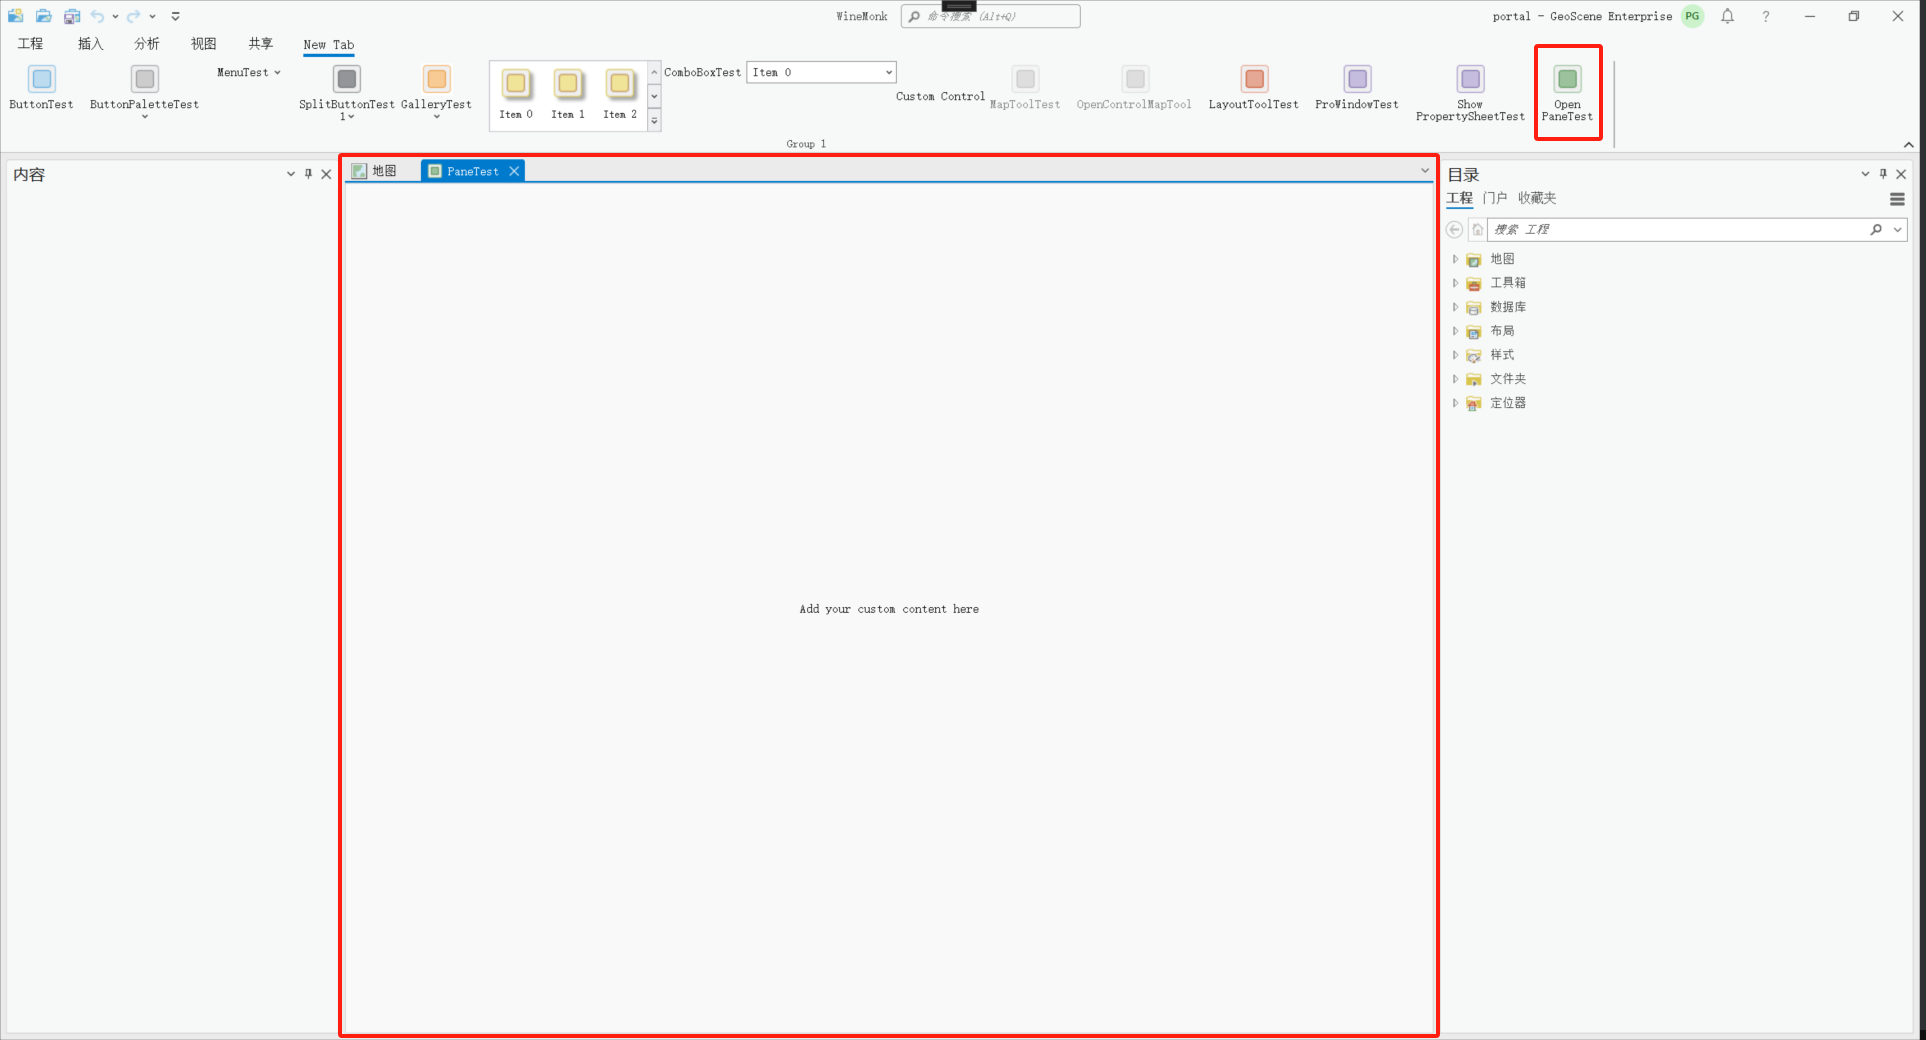 WineMonk
命令搜索 (Alt+Q)
portal - GeoScene Enterprise
PG
工程 插入 分析 视图 共享 New Tab
ButtonTest
ButtonPaletteTest
MenuTest
SplitButtonTest
1
GalleryTest
Item 0 Item 1 Item 2
ComboBoxTest Item 0
Custom Control
MapToolTest
OpenControlMapTool
LayoutToolTest
ProWindowTest
Show
PropertySheetTest
Open
PaneTest
Group 1
内容
地图 PaneTest
Add your custom content here
目录
工程 门户 收藏夹
搜索 工程
地图
工具箱
数据库
布局
样式
文件夹
定位器